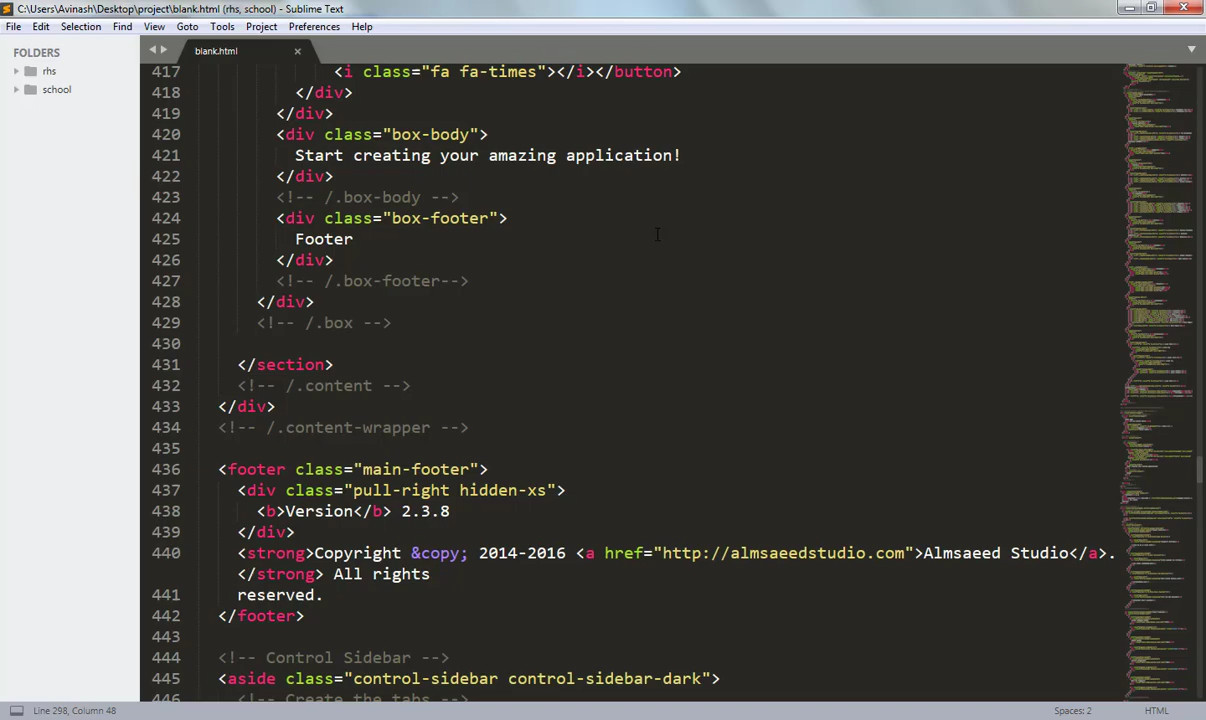 C:\Users\Avinash\Desktop\project\blank.html (rhs, school) - Sublime Text
File Edit Selection Find View Goto Tools Project Preferences Help
FOLDERS
rhs
school
blank.html
417 <i class="fa fa-times"></i></button>
418 </div>
419 </div>
420 <div class="box-body">
421 Start creating your amazing application!
422 </div>
423 <!-- /.box-body -->
424 <div class="box-footer">
425 Footer
426 </div>
427 <!-- /.box-footer-->
428 </div>
429 <!-- /.box -->
430
431 </section>
432 <!-- /.content -->
433 </div>
434 <!-- /.content-wrapper -->
435
436 <footer class="main-footer">
437 <div class="pull-right hidden-xs">
438 <b>Version</b> 2.3.8
439 </div>
440 <strong>Copyright &copy; 2014-2016 <a href="http://almsaeedstudio.com">Almsaeed Studio</a>.
</strong> All rights
441 reserved.
442 </footer>
443
444 <!-- Control Sidebar -->
445 <aside class="control-sidebar control-sidebar-dark">
446 <!-- Create the tabs -->
Line 298, Column 48
Spaces: 2
HTML